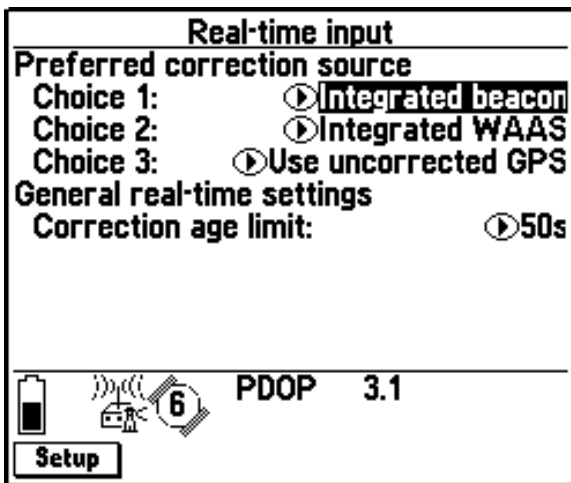 Real-time input
Preferred correction source
Choice 1: Integrated beacon
Choice 2: Integrated WAAS
Choice 3: Use uncorrected GPS
General real-time settings
Correction age limit: 50s
6 PDOP 3.1
Setup